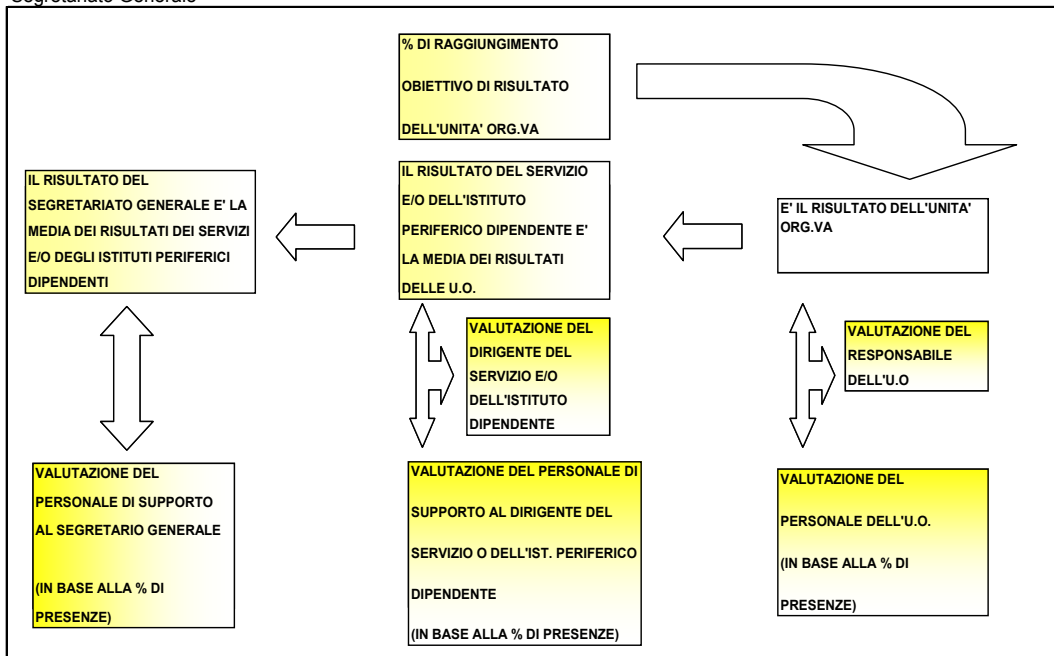 Segretariato Generale
% DI RAGGIUNGIMENTO
OBIETTIVO DI RISULTATO
DELL'UNITA' ORG.VA
IL RISULTATO DEL
SEGRETARIATO GENERALE E' LA
MEDIA DEI RISULTATI DEI SERVIZI
E/O DEGLI ISTITUTI PERIFERICI
DIPENDENTI
IL RISULTATO DEL SERVIZIO
E/O DELL'ISTITUTO
PERIFERICO DIPENDENTE E'
LA MEDIA DEI RISULTATI
DELLE U.O.
E' IL RISULTATO DELL'UNITA'
ORG.VA
VALUTAZIONE DEL
DIRIGENTE DEL
SERVIZIO E/O
DELL'ISTITUTO
DIPENDENTE
VALUTAZIONE DEL
RESPONSABILE
DELL'U.O
VALUTAZIONE DEL
PERSONALE DI SUPPORTO
AL SEGRETARIO GENERALE
(IN BASE ALLA % DI
PRESENZE)
VALUTAZIONE DEL PERSONALE DI
SUPPORTO AL DIRIGENTE DEL
SERVIZIO O DELL'IST. PERIFERICO
DIPENDENTE
(IN BASE ALLA % DI PRESENZE)
VALUTAZIONE DEL
PERSONALE DELL'U.O.
(IN BASE ALLA % DI
PRESENZE)